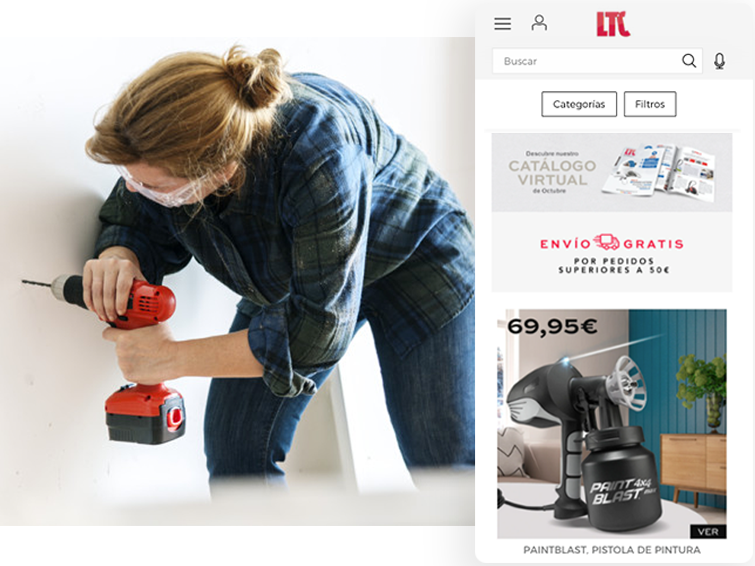 LTC
Buscar
Categorías
Filtros
Descubre nuestro
CATÁLOGO
VIRTUAL
de Octubre
ENVÍO GRATIS
POR PEDIDOS
SUPERIORES A 50€
69,95€
PAINT 4x4
BLAST max
VER
PAINTBLAST, PISTOLA DE PINTURA